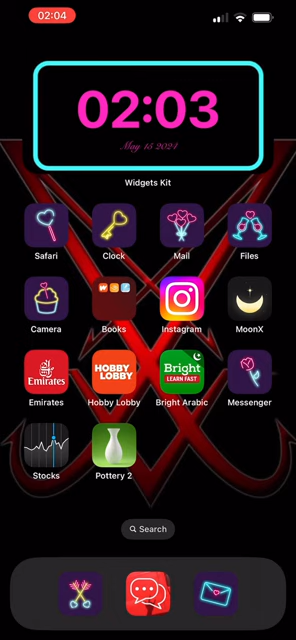 02:04
02:03
May 15 2024
Widgets Kit
Safari
Clock
Mail
Files
Camera
Books
Instagram
MoonX
Emirates
HOBBY
LOBBY
Bright
LEARN FAST
Emirates
Hobby Lobby
Bright Arabic
Messenger
Stocks
Pottery 2
Search